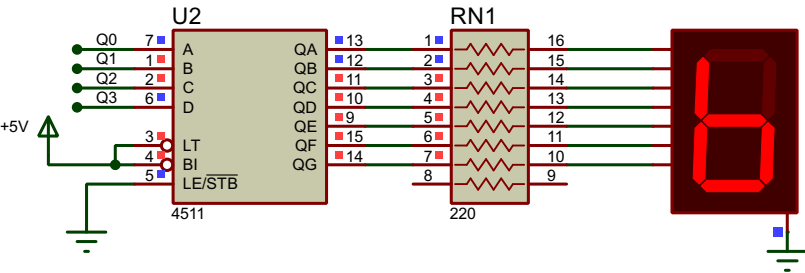 U2 RN1
Q0 7 A QA 13 1 16
Q1 1 B QB 12 2 15
Q2 2 C QC 11 3 14
Q3 6 D QD 10 4 13
+5V QE 9 5 12
3 LT QF 15 6 11
4 BI QG 14 7 10
5 LE/STB 8 9
4511 220